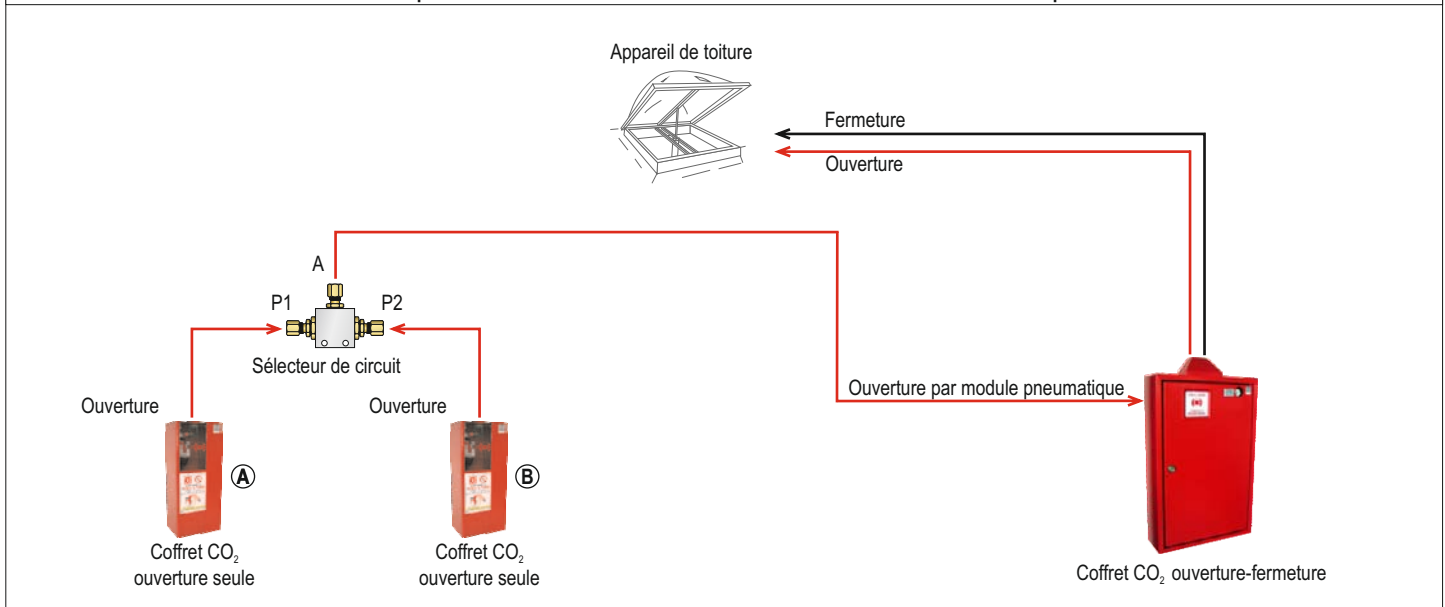 Appareil de toiture
Fermeture
Ouverture
A
P1
P2
Sélecteur de circuit
Ouverture
Ouverture
Ouverture par module pneumatique
A
B
Coffret CO₂
ouverture seule
Coffret CO₂
ouverture seule
Coffret CO₂ ouverture-fermeture